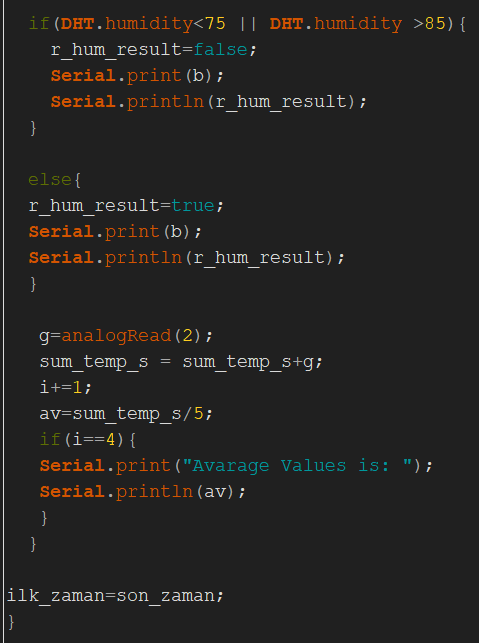 if(DHT.humidity<75 || DHT.humidity >85){
r_hum_result=false;
Serial.print(b);
Serial.println(r_hum_result);
}
else{
r_hum_result=true;
Serial.print(b);
Serial.println(r_hum_result);
}
g=analogRead(2);
sum_temp_s = sum_temp_s+g;
i+=1;
av=sum_temp_s/5;
if(i==4){
Serial.print("Avarage Values is: ");
Serial.println(av);
}
}
ilk_zaman=son_zaman;
}